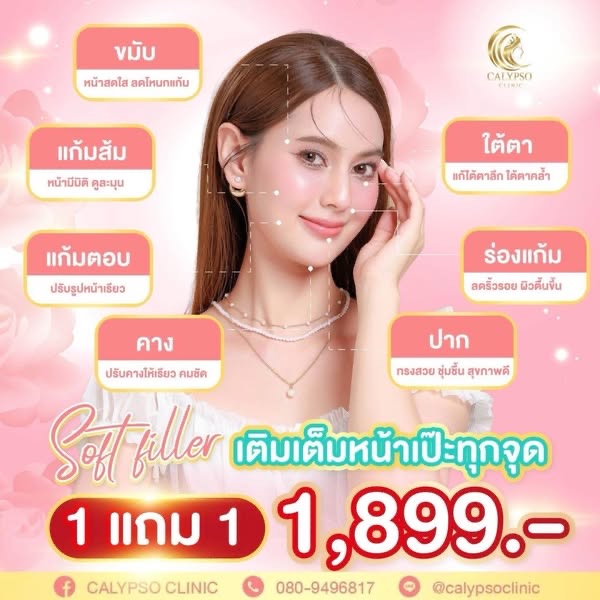 CALYPSO
CLINIC
ขมับ
หน้าสดใส ลดโหนกแก้ม
แก้มส้ม
หน้ามีมิติ ดูละมุน
แก้มตอบ
ปรับรูปหน้าเรียว
คาง
ปรับคางให้เรียว คมชัด
ใต้ตา
แก้ใต้ตาลึก ใต้ตาคล้ำ
ร่องแก้ม
ลดริ้วรอย ผิวตื้นขึ้น
ปาก
ทรงสวย ชุ่มชื้น สุขภาพดี
Soft filler เติมเต็มหน้าเป๊ะทุกจุด
1 แถม 1 1,899.-
CALYPSO CLINIC 080-9496817 @calypsoclinic